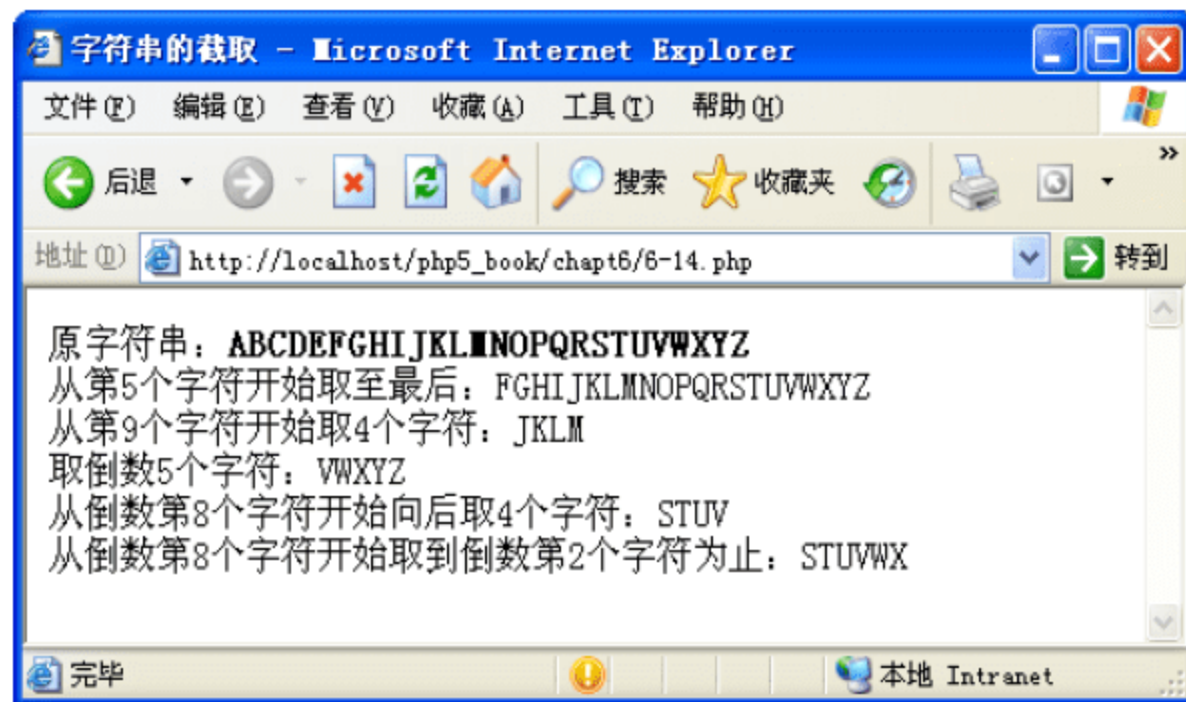 字符串的截取 - Microsoft Internet Explorer
文件(F) 编辑(E) 查看(V) 收藏(A) 工具(T) 帮助(H)
后退 搜索 收藏夹 »
地址(D) http://localhost/php5_book/chapt6/6-14.php 转到
原字符串：ABCDEFGHIJKLMNOPQRSTUVWXYZ
从第5个字符开始取至最后：FGHIJKLMNOPQRSTUVWXYZ
从第9个字符开始取4个字符：JKLM
取倒数5个字符：VWXYZ
从倒数第8个字符开始向后取4个字符：STUV
从倒数第8个字符开始取到倒数第2个字符为止：STUVWX
完毕 本地 Intranet